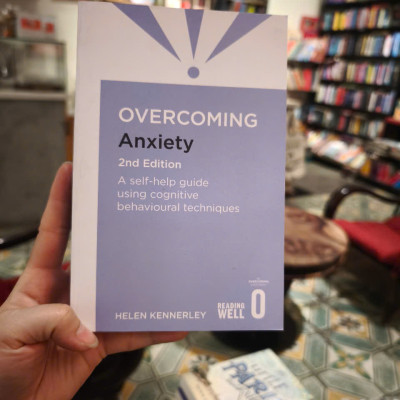 OVERCOMING
Anxiety
2nd Edition
A self-help guide
using cognitive
behavioural techniques
HELEN KENNERLEY
READING
WELL